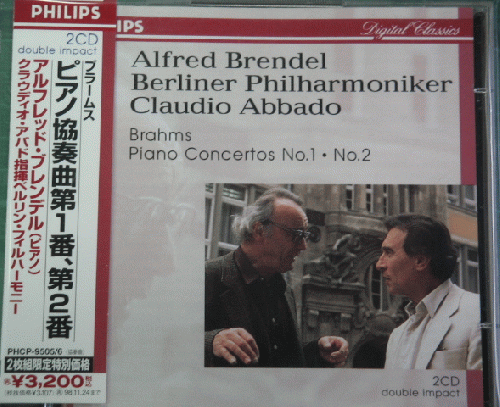 PHILIPS
2CD
double impact
ブラームス
ピアノ協奏曲第1番、第2番
アルフレッド・ブレンデル(ピアノ)
クラウディオ・アバド指揮ベルリン・フィルハーモニー
PHCP-9505/6
2枚組限定特別価格
¥3,200
Digital Classics
Alfred Brendel
Berliner Philharmoniker
Claudio Abbado
Brahms
Piano Concertos No.1 · No.2
2CD
double impact